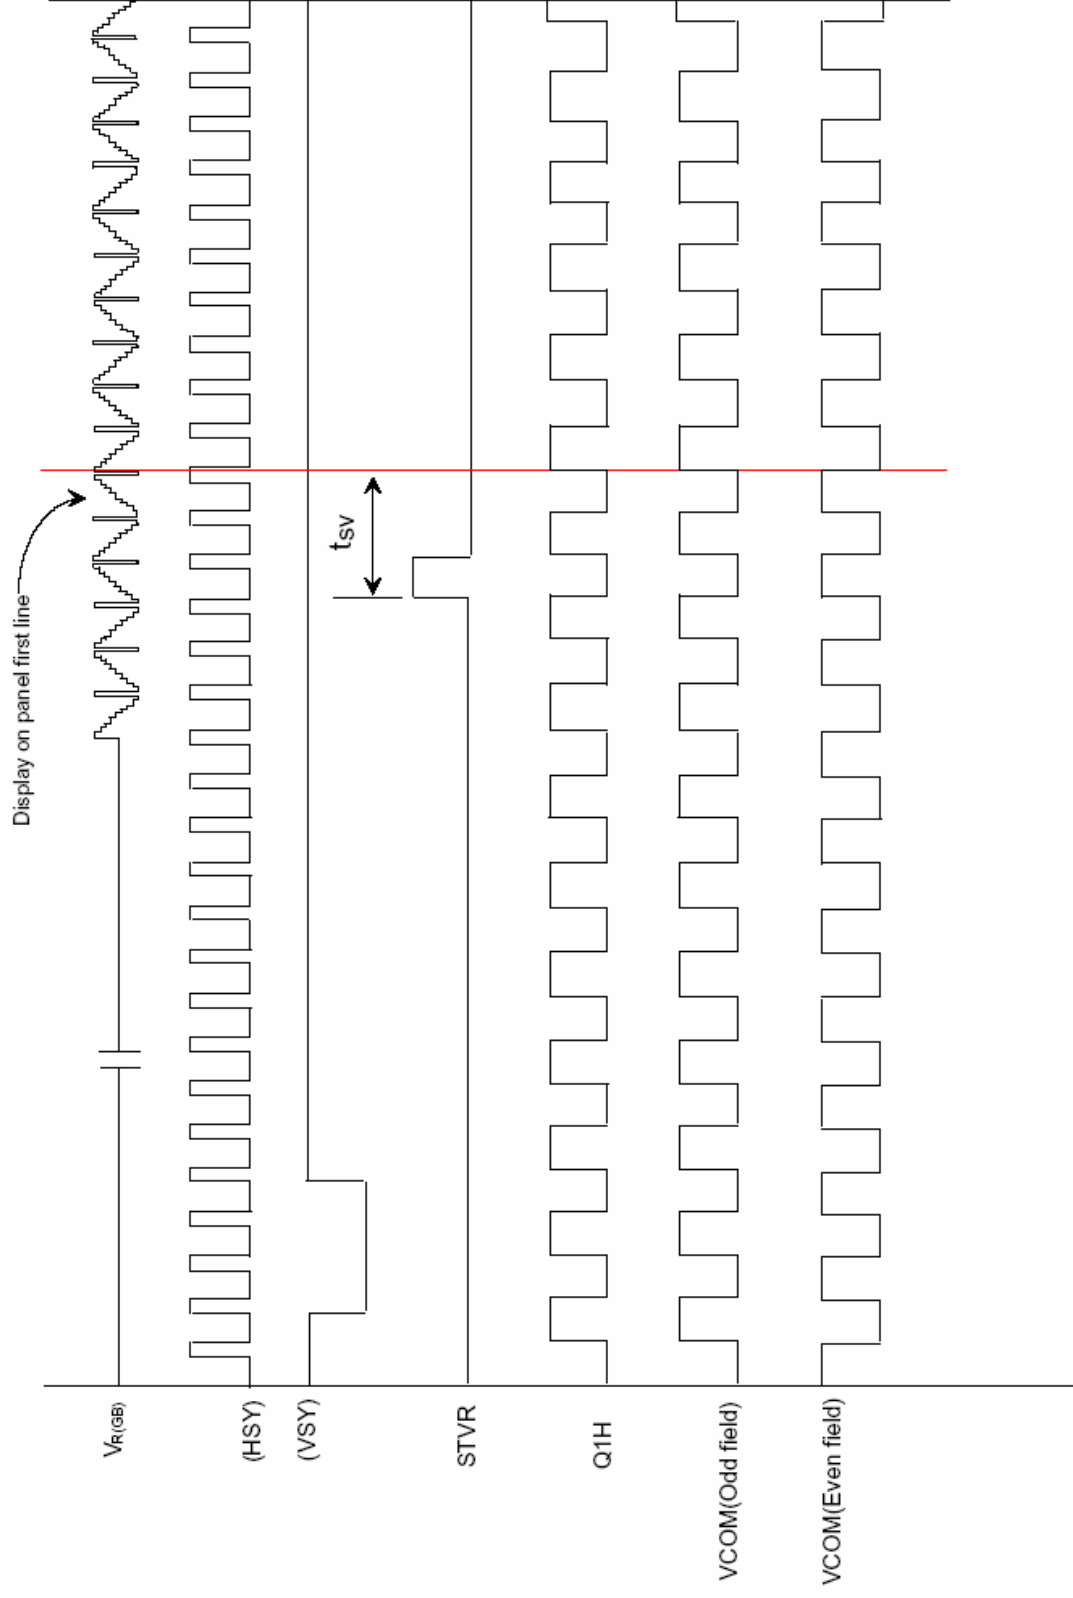 Display on panel first line
tsv
VR(GB)
(HSY)
(VSY)
STVR
Q1H
VCOM(Odd field)
VCOM(Even field)